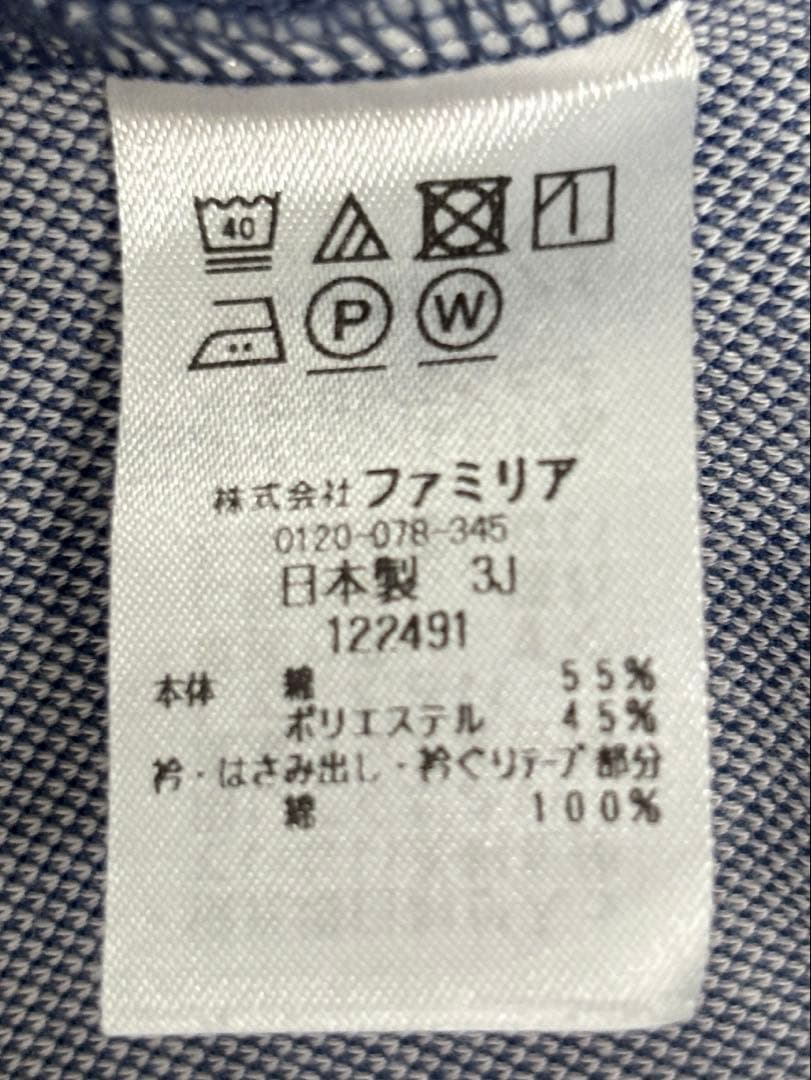 40
P W
株式会社ファミリア
0120-078-345
日本製 3J
122491
本体 綿 55%
ポリエステル 45%
衿・はさみ出し・衿ぐりテープ部分
綿 100%